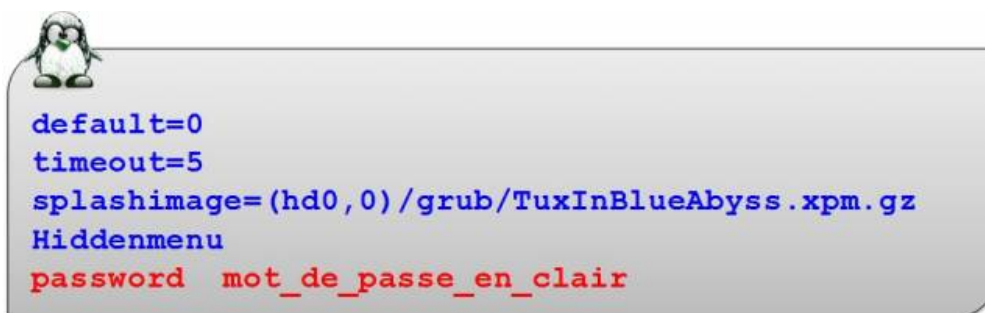 default=0
timeout=5
splashimage=(hd0,0)/grub/TuxInBlueAbyss.xpm.gz
Hiddenmenu
password mot_de_passe_en_clair